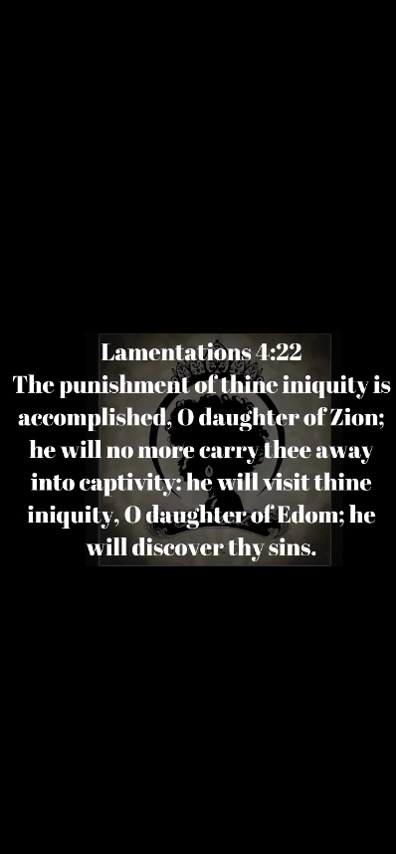 Lamentations 4:22
The punishment of thine iniquity is
accomplished, O daughter of Zion;
he will no more carry thee away
into captivity: he will visit thine
iniquity, O daughter of Edom; he
will discover thy sins.